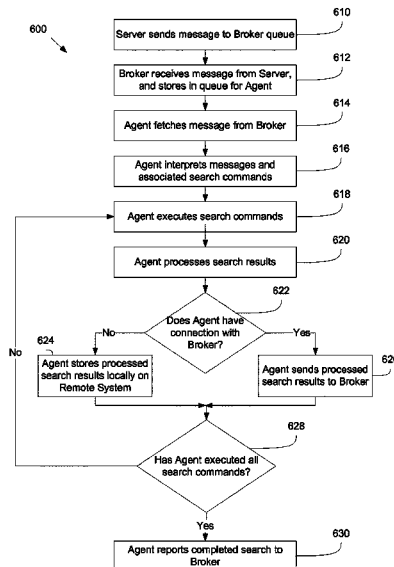 600
610
Server sends message to Broker queue
612
Broker receives message from Server,
and stores in queue for Agent
614
Agent fetches message from Broker
616
Agent interprets messages and
associated search commands
618
Agent executes search commands
620
Agent processes search results
622
Does Agent have
connection with
Broker?
No
Yes
624
Agent stores processed
search results locally on
Remote System
Agent sends processed
search results to Broker
No
628
Has Agent executed all
search commands?
Yes
630
Agent reports completed search to
Broker